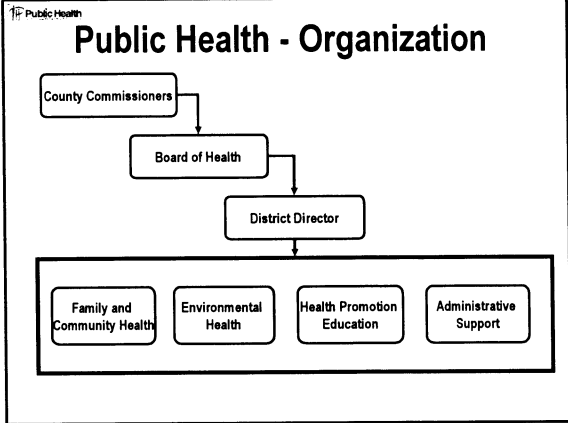 Public Health
Public Health - Organization
County Commissioners
Board of Health
District Director
Family and
Community Health
Environmental
Health
Health Promotion
Education
Administrative
Support